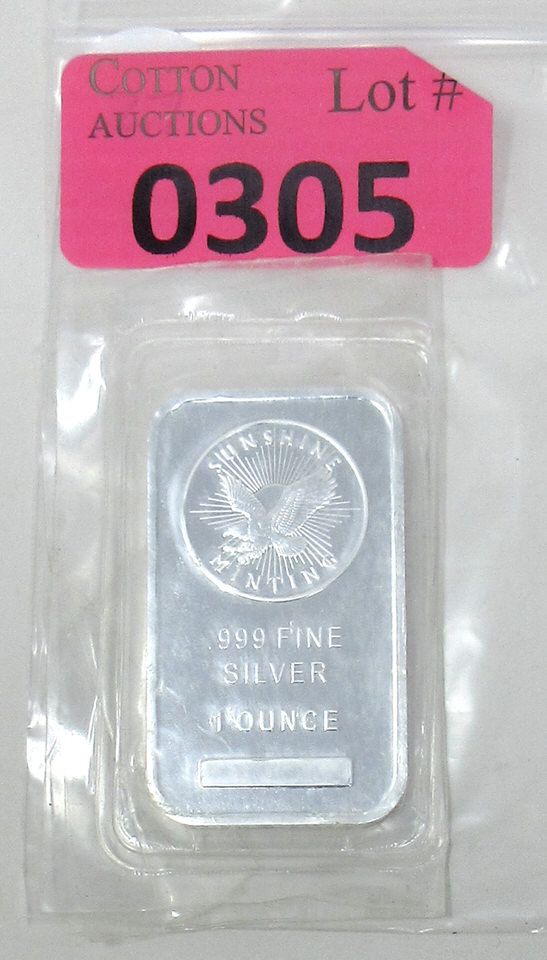 COTTON
AUCTIONS
Lot #
0305
SUNSHINE
MINTING
.999 FINE
SILVER
1 OUNCE